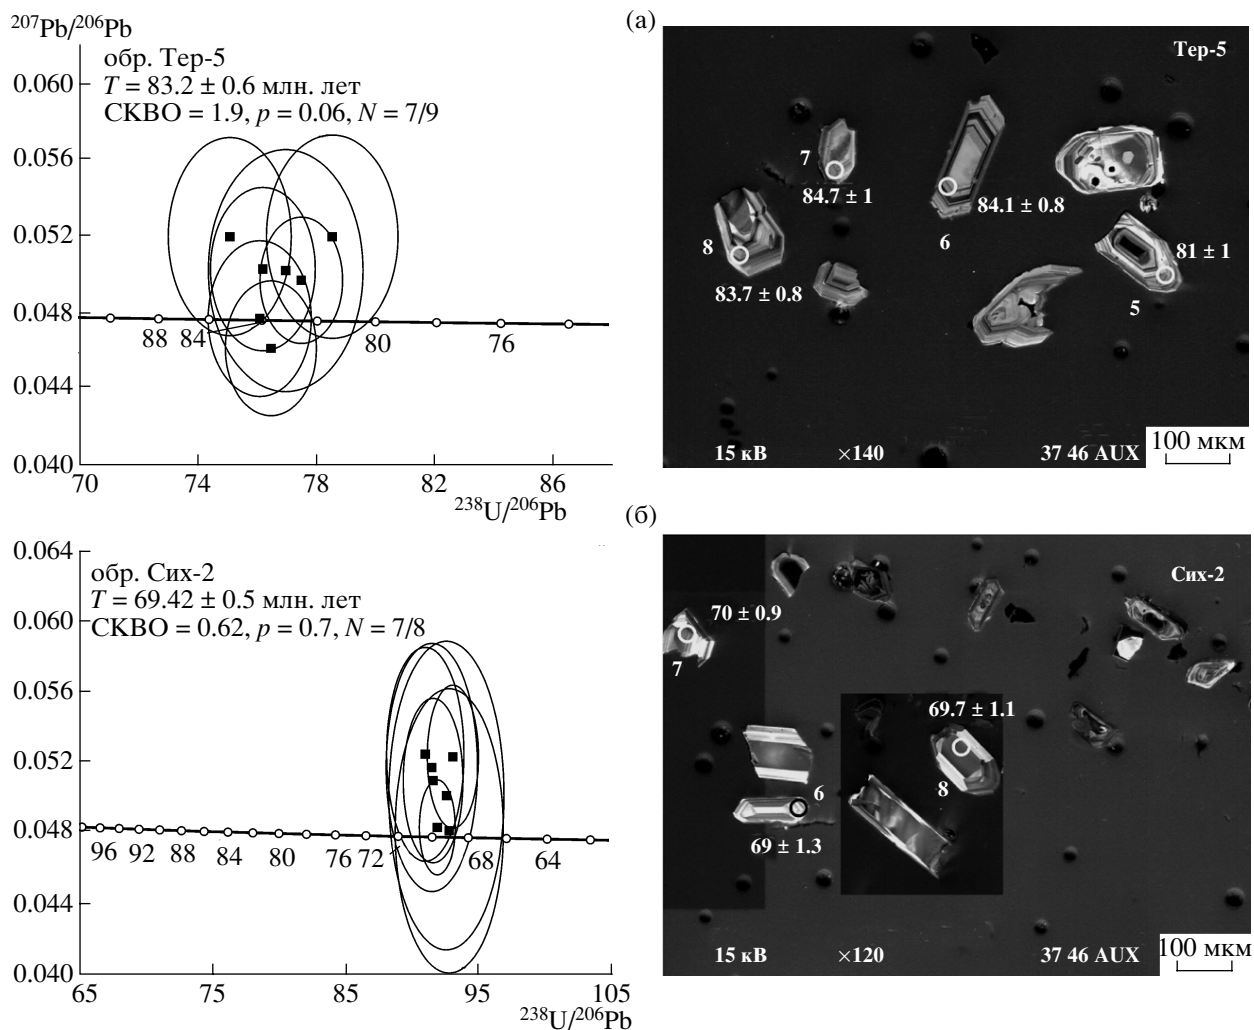 (а)
²⁰⁷Pb/²⁰⁶Pb
обр. Тер-5
T = 83.2 ± 0.6 млн. лет
СКВО = 1.9, p = 0.06, N = 7/9
0.060
0.056
0.052
0.048
0.044
0.040
88
84
80
76
70
74
78
82
86
²³⁸U/²⁰⁶Pb
Тер-5
7
84.7 ± 1
84.1 ± 0.8
6
8
83.7 ± 0.8
81 ± 1
5
15 кВ
×140
37 46 AUX
100 мкм
(б)
0.064
обр. Сих-2
T = 69.42 ± 0.5 млн. лет
СКВО = 0.62, p = 0.7, N = 7/8
0.060
0.056
0.052
0.048
0.044
0.040
96
92
88
84
80
76
72
68
64
65
75
85
95
105
²³⁸U/²⁰⁶Pb
Сих-2
70 ± 0.9
7
69.7 ± 1.1
8
6
69 ± 1.3
15 кВ
×120
37 46 AUX
100 мкм